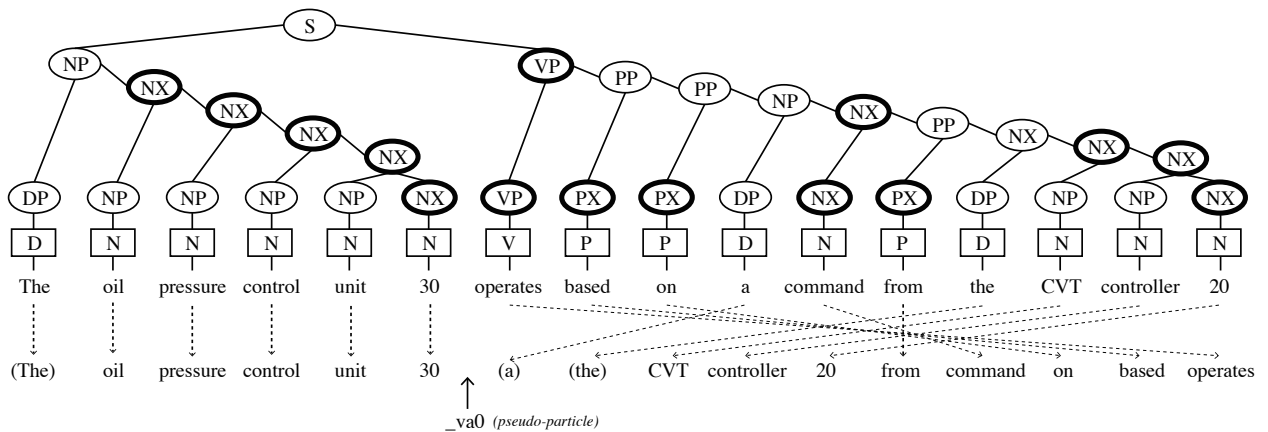 S
NP VP PP PP NP NX PP NX NX NX
NX NX NX NX
DP NP NP NP NP NX VP PX PX DP NX PX DP NP NP NX
D N N N N N V P P D N P D N N N
The oil pressure control unit 30 operates based on a command from the CVT controller 20
(The) oil pressure control unit 30 (a) (the) CVT controller 20 from command on based operates
_va0 (pseudo-particle)